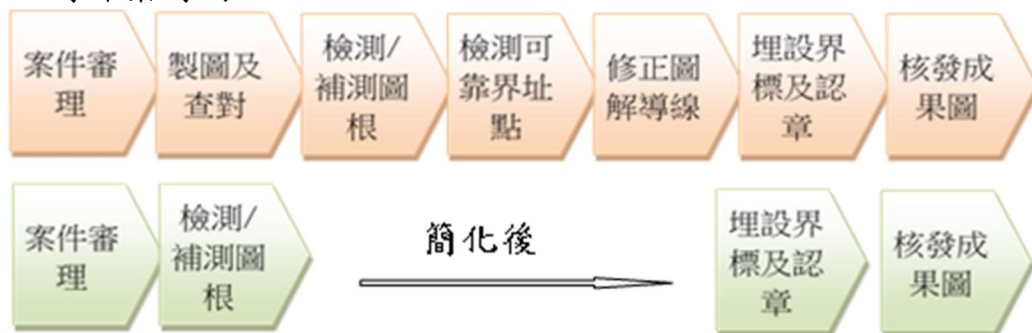 案件審
理
製圖及
查對
檢測/
補測圖
根
檢測可
靠界址
點
修正圖
解導線
埋設界
標及認
章
核發成
果圖
案件審
理
檢測/
補測圖
根
簡化後
埋設界
標及認
章
核發成
果圖